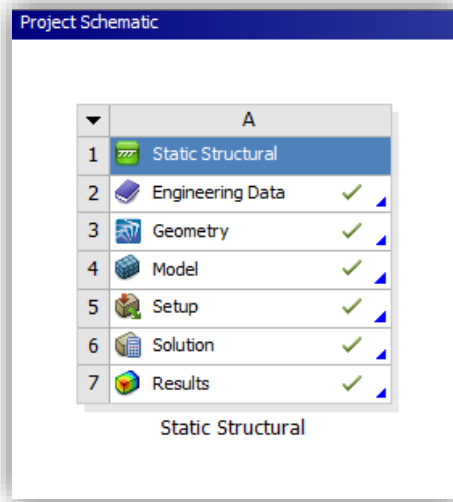 Project Schematic
A
1 Static Structural
2 Engineering Data
3 Geometry
4 Model
5 Setup
6 Solution
7 Results
Static Structural